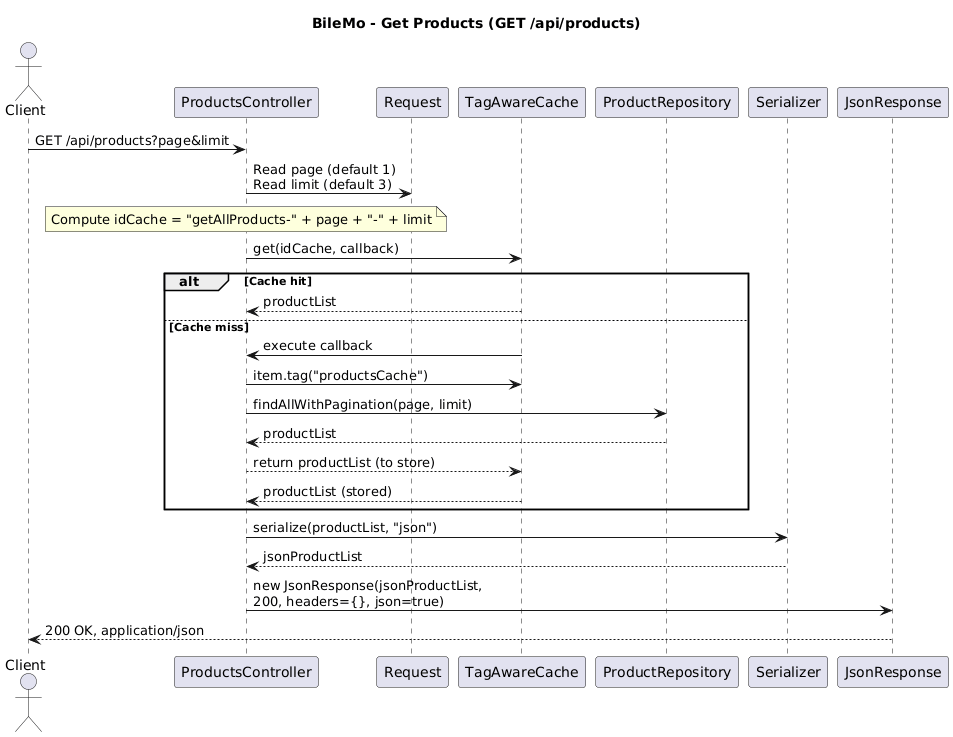 BileMo - Get Products (GET /api/products)
Client
ProductsController
Request
TagAwareCache
ProductRepository
Serializer
JsonResponse
GET /api/products?page&limit
Read page (default 1)
Read limit (default 3)
Compute idCache = "getAllProducts-" + page + "-" + limit
get(idCache, callback)
alt
[Cache hit]
productList
[Cache miss]
execute callback
item.tag("productsCache")
findAllWithPagination(page, limit)
productList
return productList (to store)
productList (stored)
serialize(productList, "json")
jsonProductList
new JsonResponse(jsonProductList,
200, headers={}, json=true)
200 OK, application/json
Client
ProductsController
Request
TagAwareCache
ProductRepository
Serializer
JsonResponse